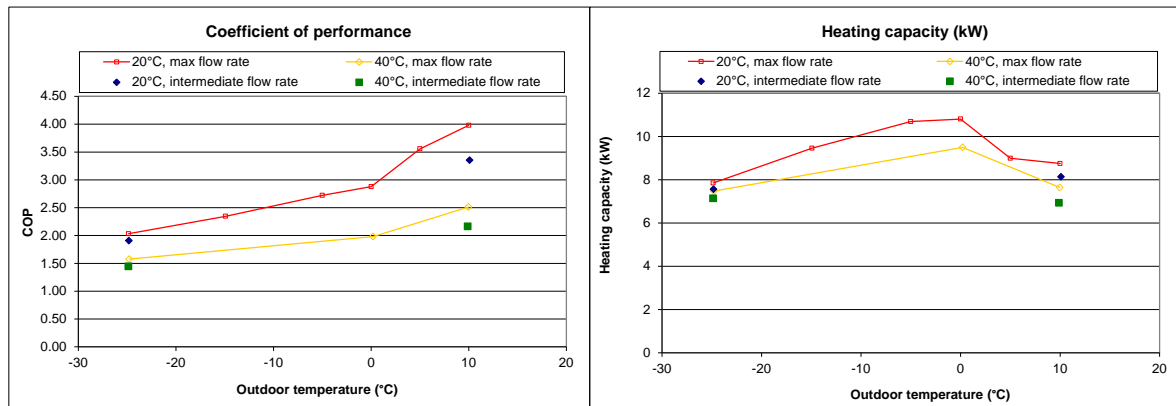 Coefficient of performance
20°C, max flow rate 40°C, max flow rate
20°C, intermediate flow rate 40°C, intermediate flow rate
4.50
4.00
3.50
3.00
2.50
2.00
1.50
1.00
0.50
0.00
COP
-30 -20 -10 0 10 20
Outdoor temperature (°C)
Heating capacity (kW)
20°C, max flow rate 40°C, max flow rate
20°C, intermediate flow rate 40°C, intermediate flow rate
12
10
8
6
4
2
0
Heating capacity (kW)
-30 -20 -10 0 10 20
Outdoor temperature (°C)